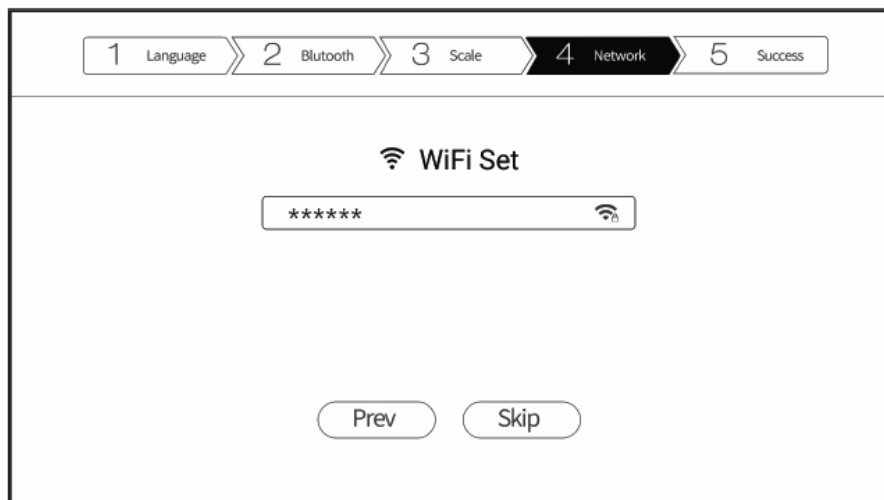 1 Language 2 Blutooth 3 Scale 4 Network 5 Success
WiFi Set
******
Prev Skip